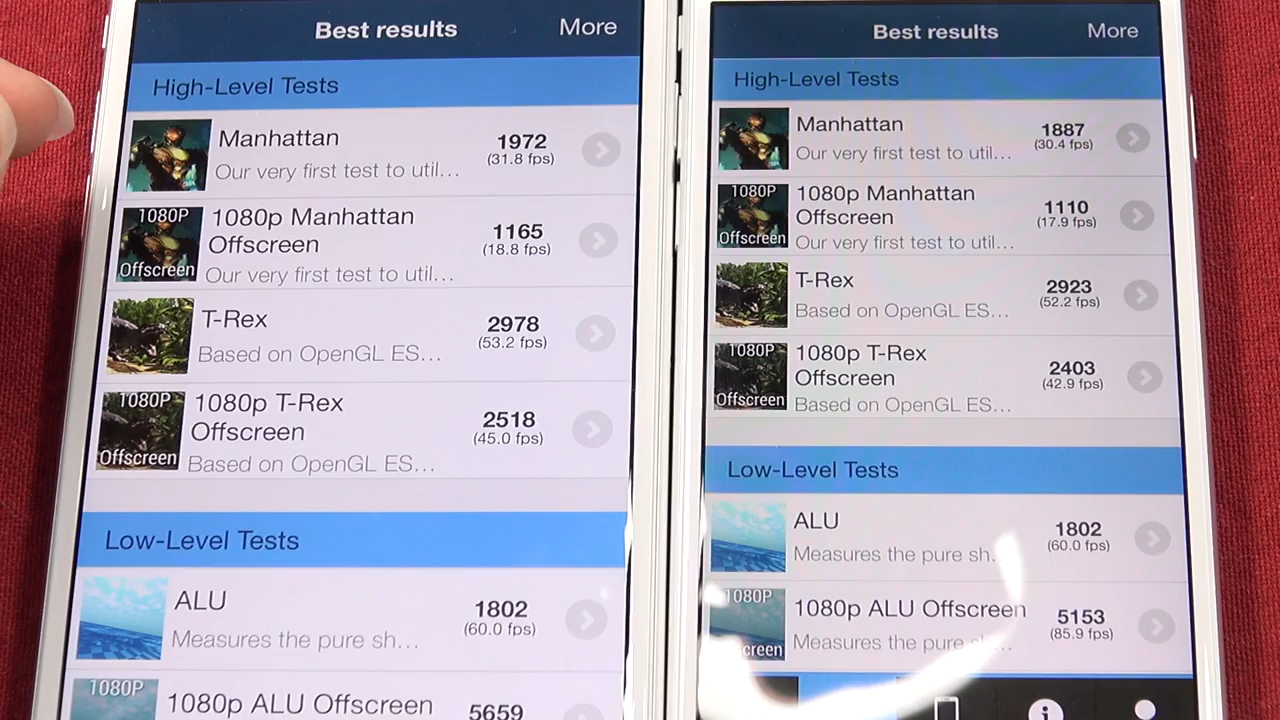 Best results More
High-Level Tests
Manhattan
Our very first test to util...
1972
(31.8 fps)
1080P
Offscreen
1080p Manhattan
Offscreen
Our very first test to util...
1165
(18.8 fps)
T-Rex
Based on OpenGL ES...
2978
(53.2 fps)
1080P
Offscreen
1080p T-Rex
Offscreen
Based on OpenGL ES...
2518
(45.0 fps)
Low-Level Tests
ALU
Measures the pure sh...
1802
(60.0 fps)
1080P
1080p ALU Offscreen
5659
Best results More
High-Level Tests
Manhattan
Our very first test to util...
1887
(30.4 fps)
1080P
Offscreen
1080p Manhattan
Offscreen
Our very first test to util...
1110
(17.9 fps)
T-Rex
Based on OpenGL ES...
2923
(52.2 fps)
1080P
Offscreen
1080p T-Rex
Offscreen
Based on OpenGL ES...
2403
(42.9 fps)
Low-Level Tests
ALU
Measures the pure sh...
1802
(60.0 fps)
1080P
creen
1080p ALU Offscreen
Measures the pure sh...
5153
(85.9 fps)